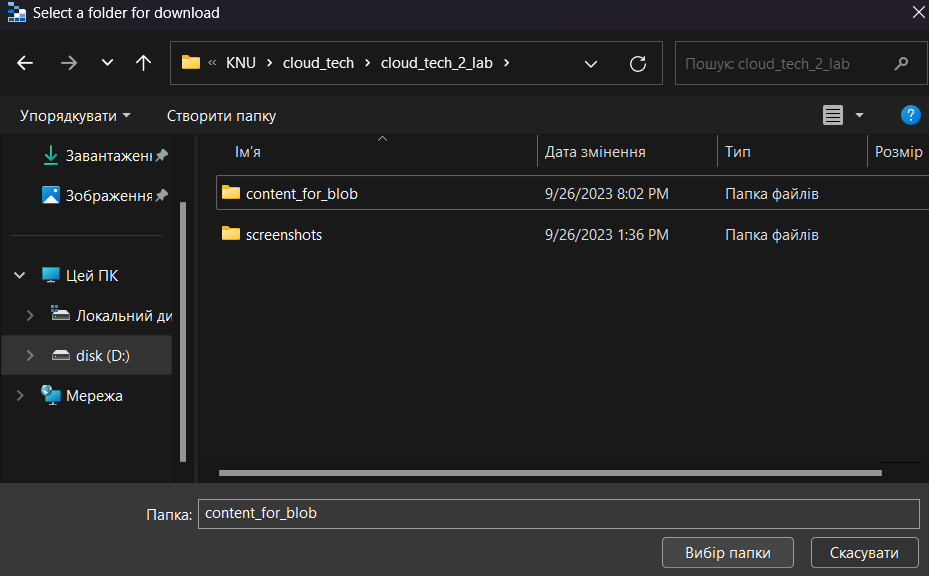 Select a folder for download
« KNU › cloud_tech › cloud_tech_2_lab ›
Пошук: cloud_tech_2_lab
Упорядкувати
Створити папку
Завантажені
Зображення
Цей ПК
Локальний ди
disk (D:)
Мережа
Ім'я Дата змінення Тип Розмір
content_for_blob 9/26/2023 8:02 PM Папка файлів
screenshots 9/26/2023 1:36 PM Папка файлів
Папка: content_for_blob
Вибір папки Скасувати